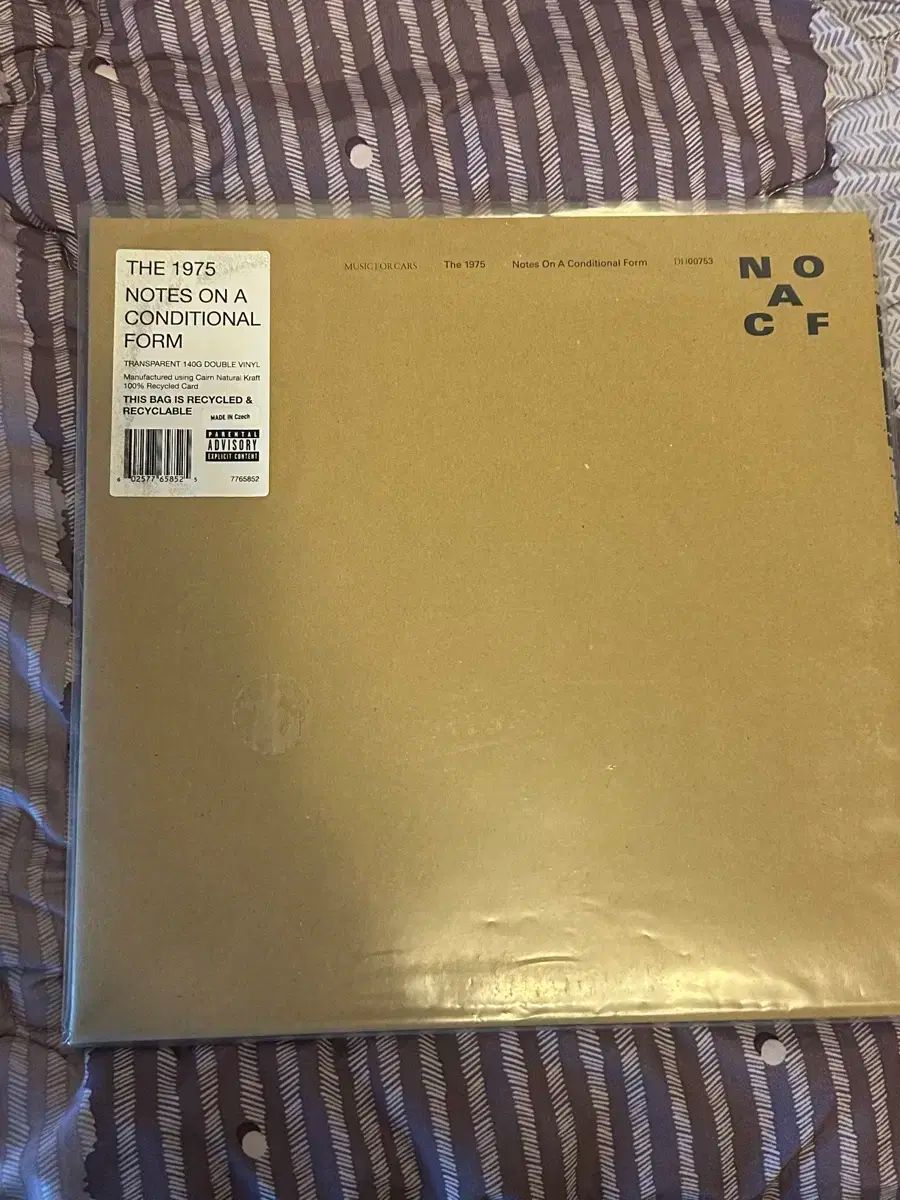 THE 1975
NOTES ON A
CONDITIONAL
FORM
TRANSPARENT 140G DOUBLE VINYL
Manufactured using Cairn Natural Kraft
100% Recycled Card
THIS BAG IS RECYCLED &
RECYCLABLE
MADE IN Czech
PARENTAL
ADVISORY
EXPLICIT CONTENT
6 02577 65852 5
7765852
MUSIC FOR CARS The 1975 Notes On A Conditional Form DH00753
N O
A
C F